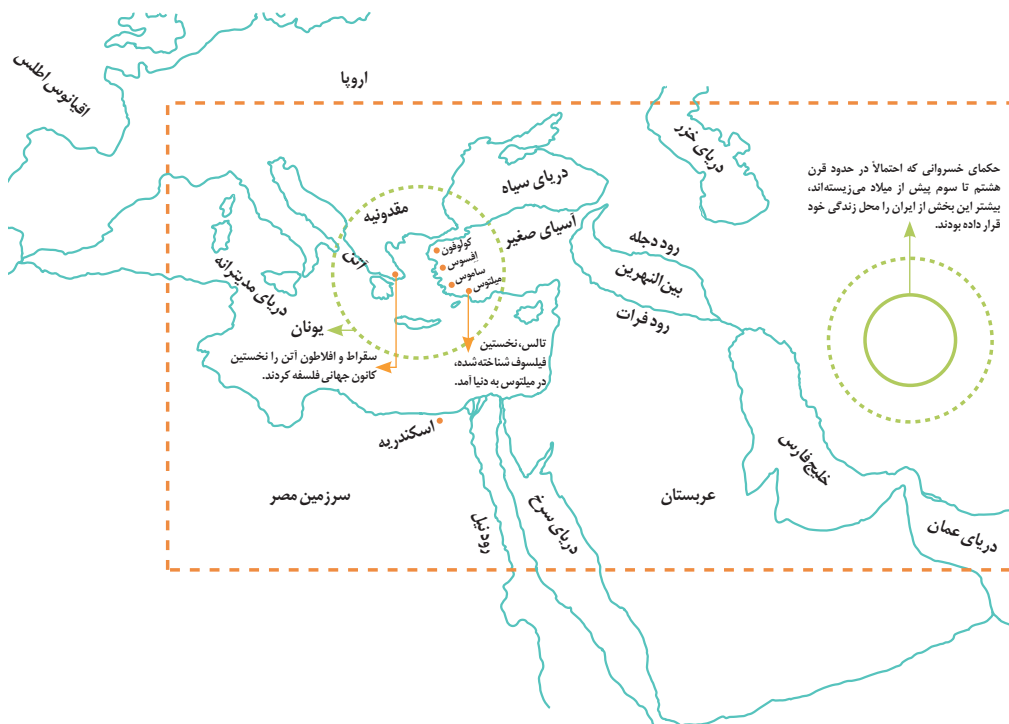 اروپا
اقیانوس اطلس
دریای خزر
حکمای خسروانی که احتمالاً در حدود قرن
هشتم تا سوم پیش از میلاد می‌زیسته‌اند،
بیشتر این بخش از ایران را محل زندگی خود
قرار داده بودند.
دریای سیاه
مقدونیه
آسیای صغیر
کولوفون
اِفسوس
ساموس
میلتوس
آتن
رود دجله
بین‌النهرین
رود فرات
دریای مدیترانه
یونان
تالس، نخستین
فیلسوف شناخته‌شده،
در میلتوس به دنیا آمد.
سقراط و افلاطون آتن را نخستین
کانون جهانی فلسفه کردند.
اسکندریه
خلیج فارس
سرزمین مصر
عربستان
رود نیل
دریای سرخ
دریای عمان